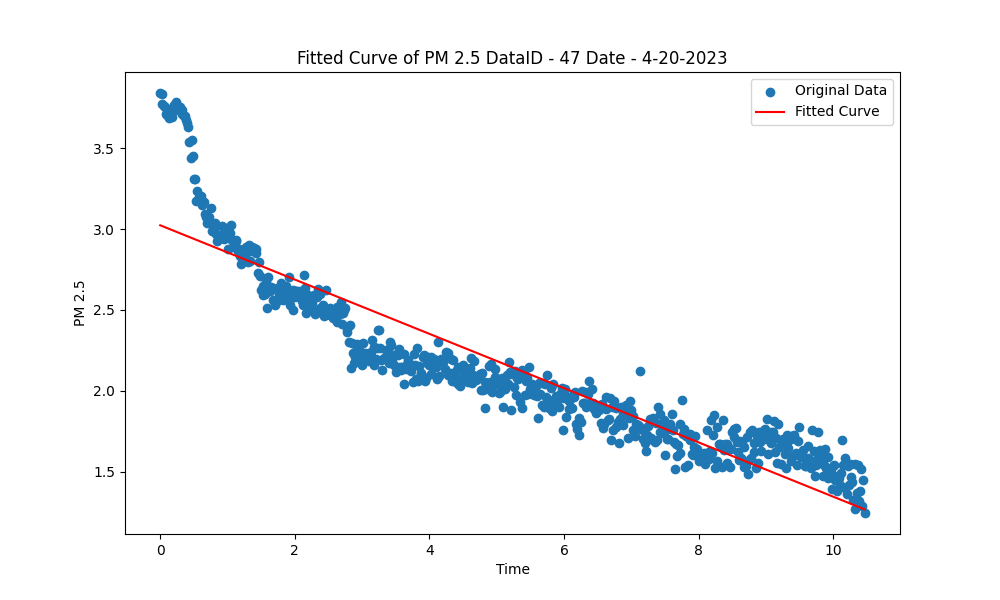 Fitted Curve of PM 2.5 DataID - 47 Date - 4-20-2023
Original Data
Fitted Curve
PM 2.5
3.5
3.0
2.5
2.0
1.5
0 2 4 6 8 10
Time